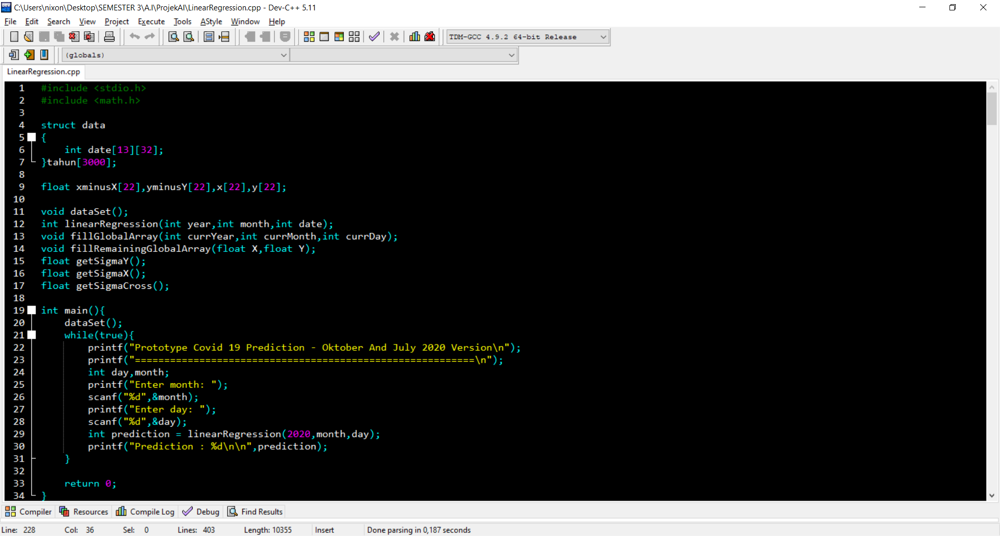 C:\Users\nixon\Desktop\SEMESTER 3\A.I\ProjekAI\LinearRegression.cpp - Dev-C++ 5.11
File Edit Search View Project Execute Tools AStyle Window Help
TDM-GCC 4.9.2 64-bit Release
(globals)
LinearRegression.cpp
1 #include <stdio.h>
2 #include <math.h>
3
4 struct data
5 {
6     int date[13][32];
7 }tahun[3000];
8
9 float xminusX[22],yminusY[22],x[22],y[22];
10
11 void dataSet();
12 int linearRegression(int year,int month,int date);
13 void fillGlobalArray(int currYear,int currMonth,int currDay);
14 void fillRemainingGlobalArray(float X,float Y);
15 float getSigmaY();
16 float getSigmaX();
17 float getSigmaCross();
18
19 int main(){
20     dataSet();
21     while(true){
22         printf("Prototype Covid 19 Prediction - Oktober And July 2020 Version\n");
23         printf("==========================================================\n");
24         int day,month;
25         printf("Enter month: ");
26         scanf("%d",&month);
27         printf("Enter day: ");
28         scanf("%d",&day);
29         int prediction = linearRegression(2020,month,day);
30         printf("Prediction : %d\n\n",prediction);
31     }
32
33     return 0;
34 }
Compiler Resources Compile Log Debug Find Results
Line: 228 Col: 36 Sel: 0 Lines: 403 Length: 10355 Insert Done parsing in 0,187 seconds